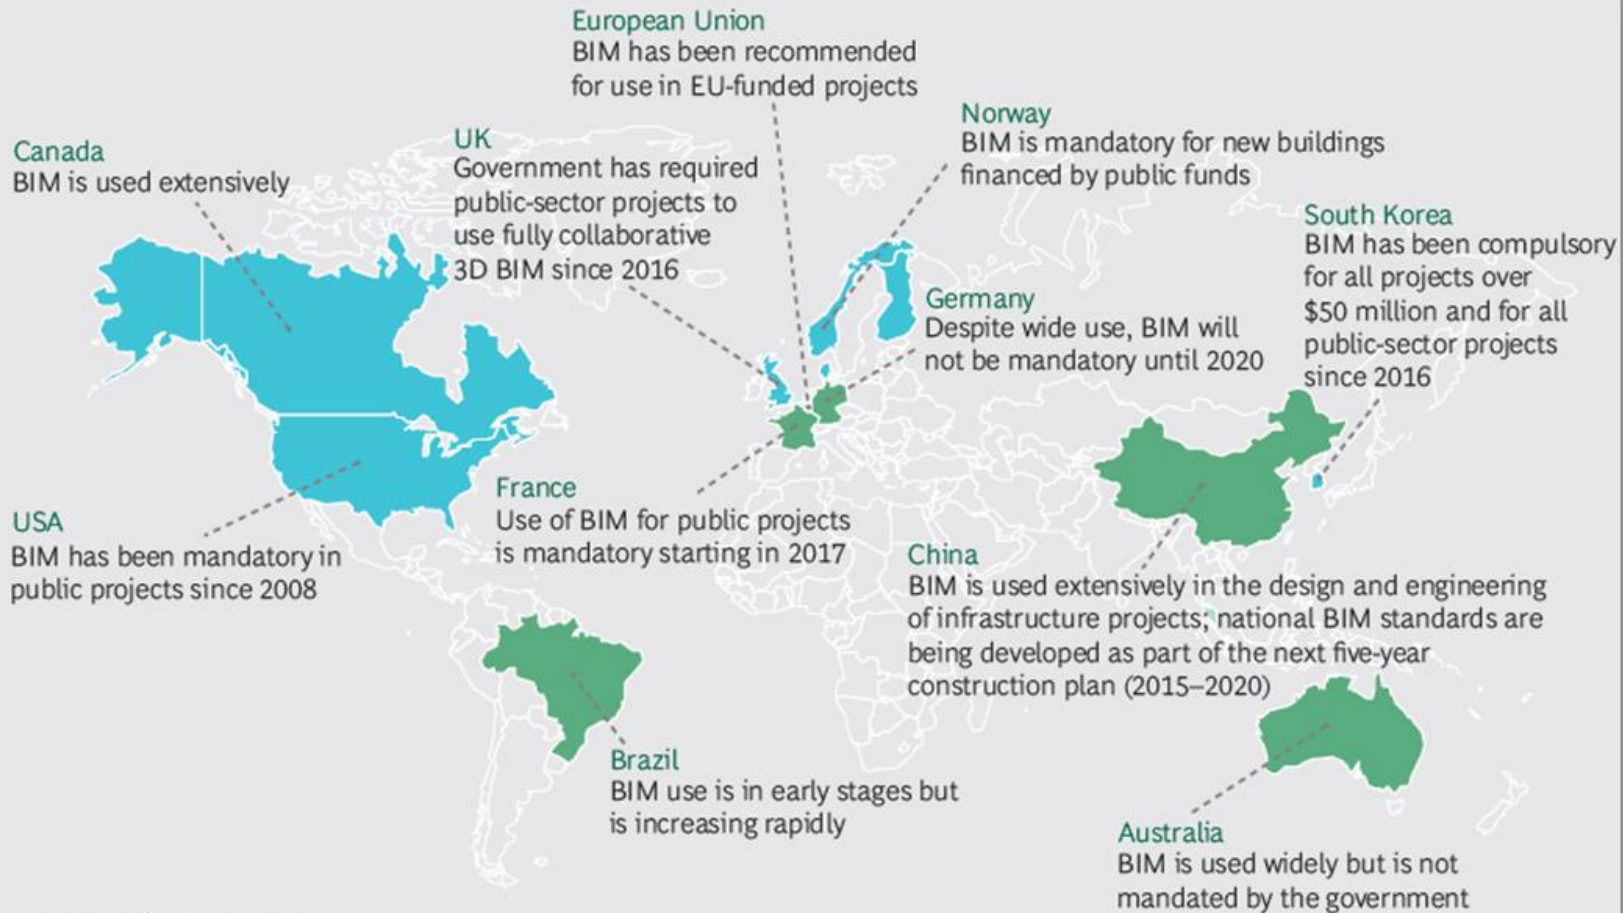 European Union
BIM has been recommended
for use in EU-funded projects
Norway
BIM is mandatory for new buildings
financed by public funds
Canada
BIM is used extensively
UK
Government has required
public-sector projects to
use fully collaborative
3D BIM since 2016
South Korea
BIM has been compulsory
for all projects over
$50 million and for all
public-sector projects
since 2016
Germany
Despite wide use, BIM will
not be mandatory until 2020
France
Use of BIM for public projects
is mandatory starting in 2017
USA
BIM has been mandatory in
public projects since 2008
China
BIM is used extensively in the design and engineering
of infrastructure projects; national BIM standards are
being developed as part of the next five-year
construction plan (2015–2020)
Brazil
BIM use is in early stages but
is increasing rapidly
Australia
BIM is used widely but is not
mandated by the government